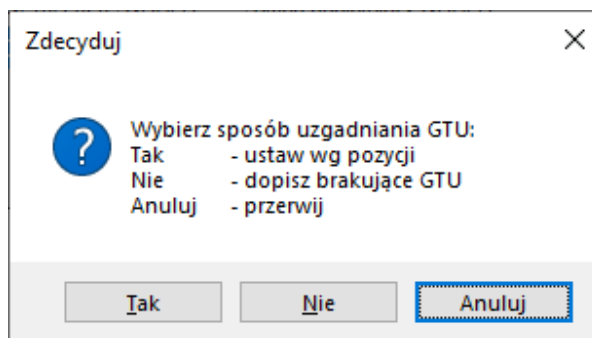 Zdecyduj
Wybierz sposób uzgadniania GTU:
Tak - ustaw wg pozycji
Nie - dopisz brakujące GTU
Anuluj - przerwij
Tak
Nie
Anuluj